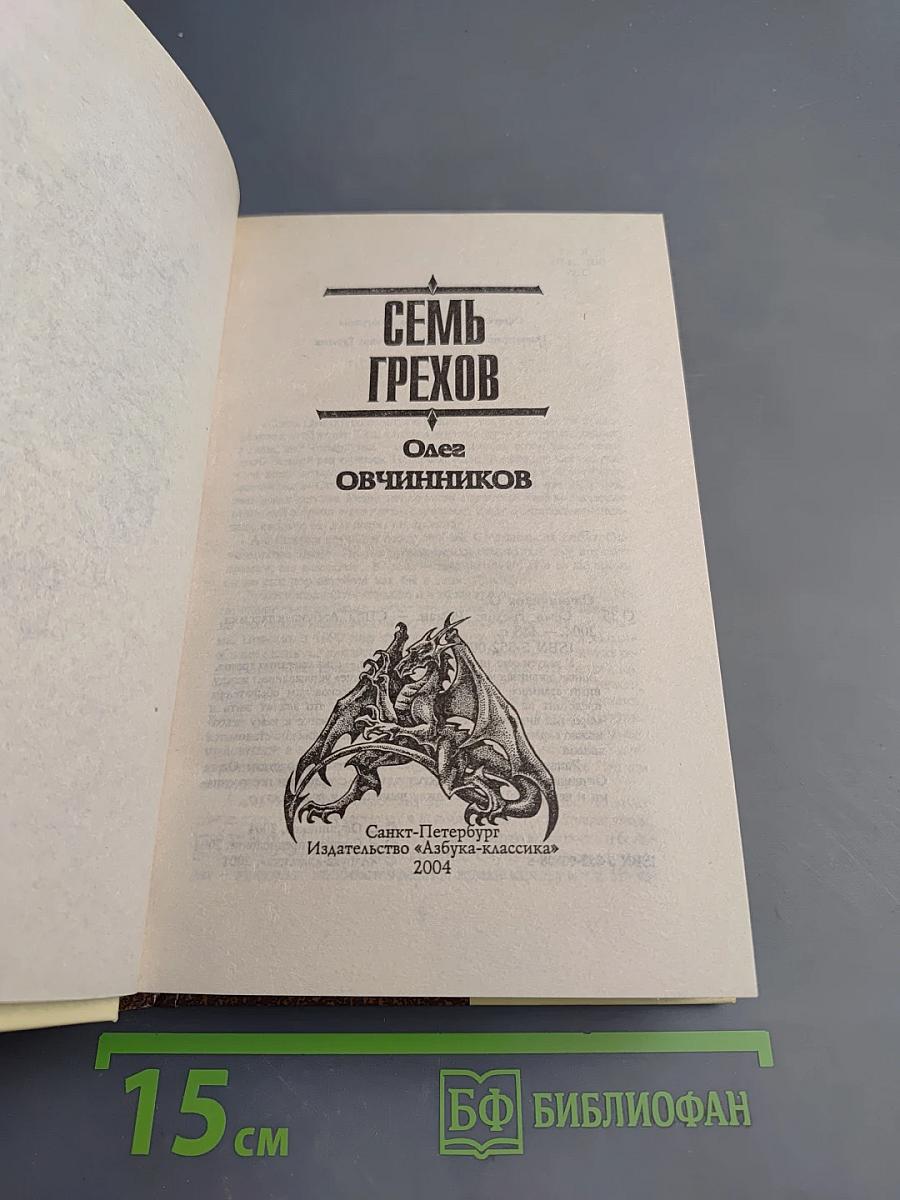 СЕМЬ
ГРЕХОВ
Олег
ОВЧИННИКОВ
Санкт-Петербург
Издательство «Азбука-классика»
2004
15 см
БФ БИБЛИОФАН